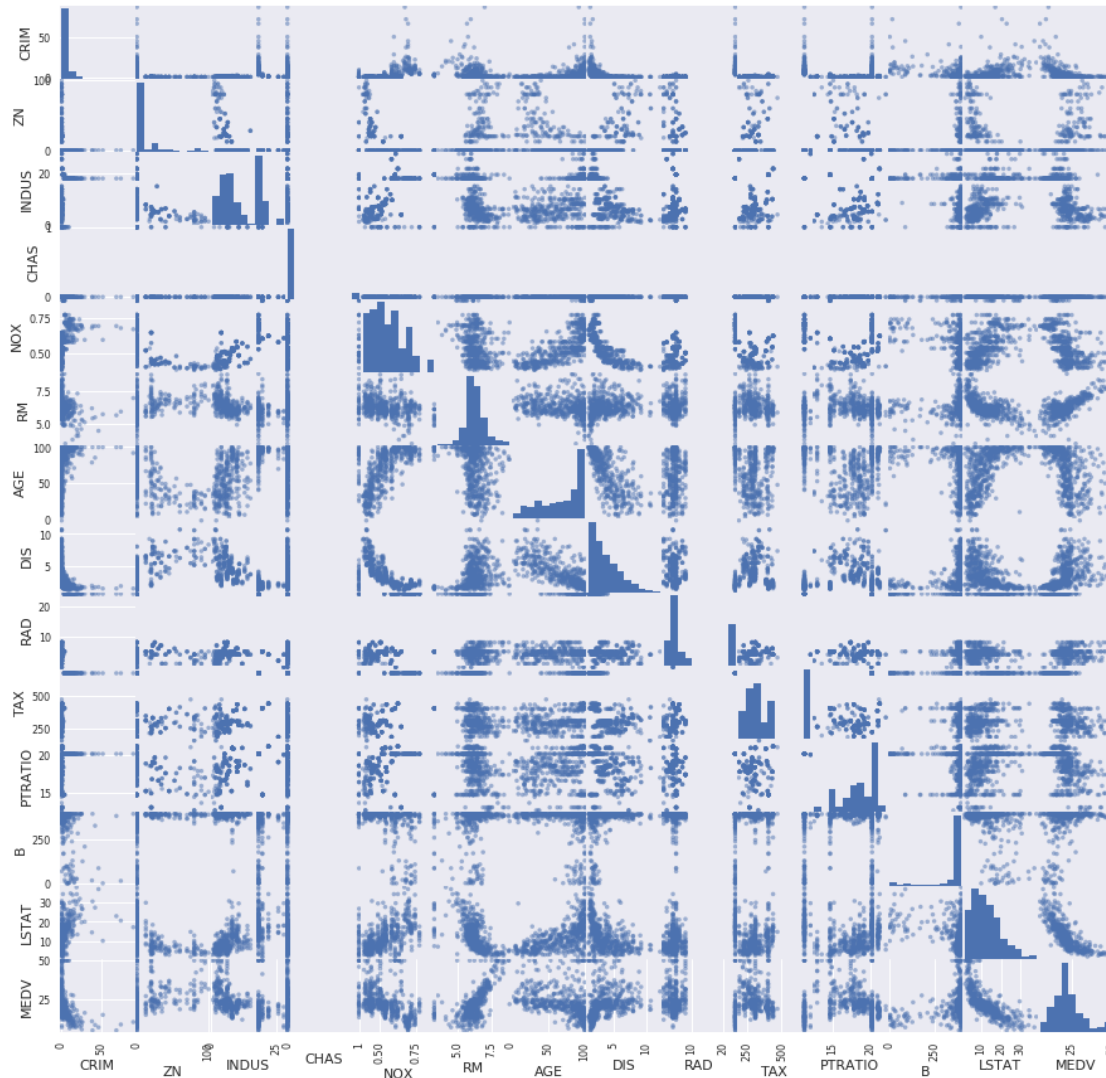 CRIM
50
0
ZN
100
INDUS
20
CHAS
NOX
0.75
0.50
RM
7.5
5.0
AGE
100
50
0
DIS
10
5
RAD
20
10
TAX
500
250
PTRATIO
20
15
B
250
0
LSTAT
30
20
10
MEDV
50
25
0 50 0 100 0 25 0 1 0.50 0.75 5.0 7.5 0 50 100 5 10 10 20 250 500 15 20 0 250 10 20 30 25
CRIM ZN INDUS CHAS NOX RM AGE DIS RAD TAX PTRATIO B LSTAT MEDV